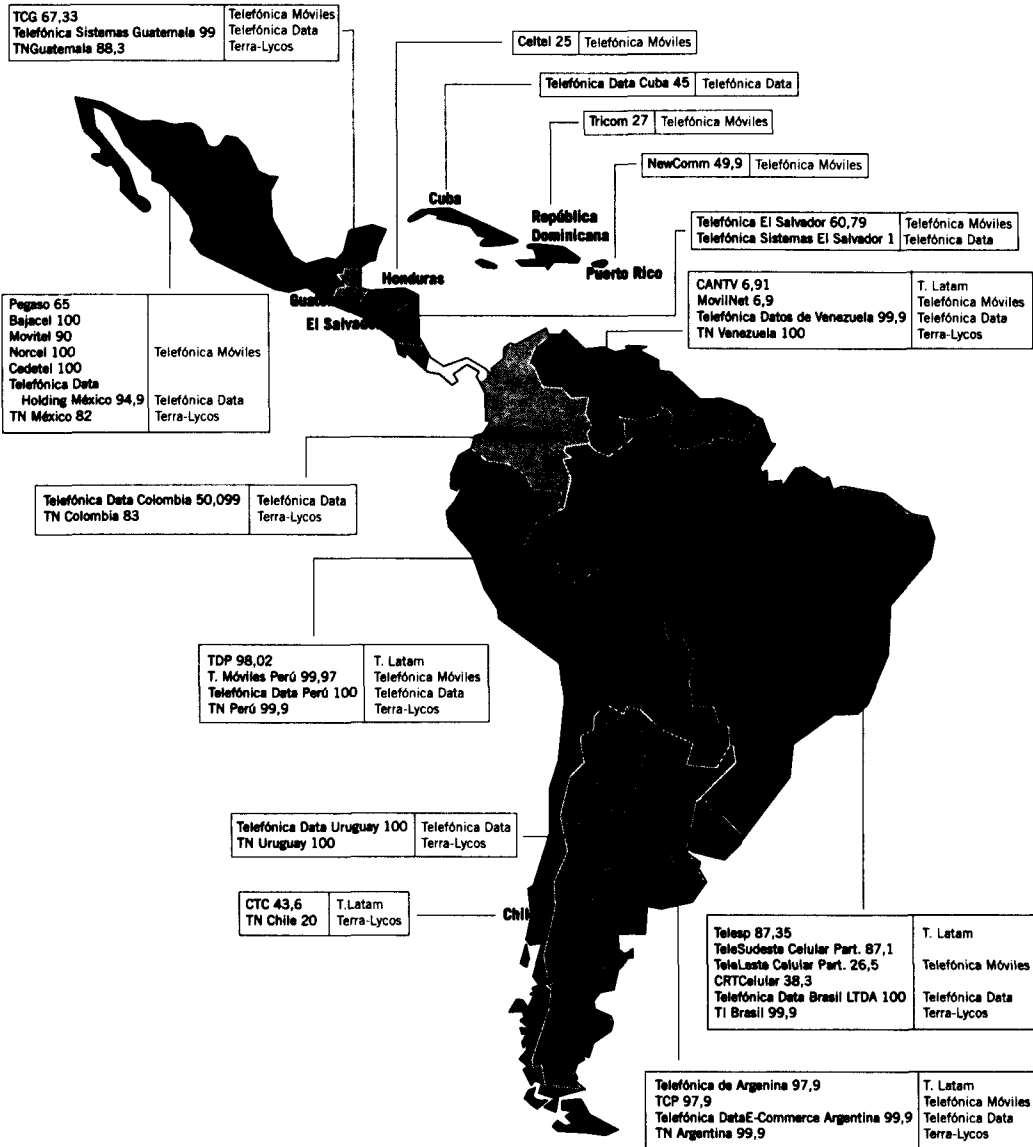 TCG 67,33 Telefónica Móviles
Telefónica Sistemas Guatemala 99 Telefónica Data
TNGuatemala 88,3 Terra-Lycos
Celtel 25 Telefónica Móviles
Telefónica Data Cuba 45 Telefónica Data
Tricom 27 Telefónica Móviles
NewComm 49,9 Telefónica Móviles
Cuba
República
Dominicana
Puerto Rico
Honduras
El Salvador
Telefónica El Salvador 60,79 Telefónica Móviles
Telefónica Sistemas El Salvador 1 Telefónica Data
CANTV 6,91 T. Latam
MovilNet 6,9 Telefónica Móviles
Telefónica Datos de Venezuela 99,9 Telefónica Data
TN Venezuela 100 Terra-Lycos
Pegaso 65
Bajacel 100
Movitel 90
Norcel 100 Telefónica Móviles
Cedetel 100
Telefónica Data
Holding México 94,9 Telefónica Data
TN México 82 Terra-Lycos
Telefónica Data Colombia 50,099 Telefónica Data
TN Colombia 83 Terra-Lycos
TDP 98,02 T. Latam
T. Móviles Perú 99,97 Telefónica Móviles
Telefónica Data Perú 100 Telefónica Data
TN Perú 99,9 Terra-Lycos
Telefónica Data Uruguay 100 Telefónica Data
TN Uruguay 100 Terra-Lycos
CTC 43,6 T.Latam
TN Chile 20 Terra-Lycos
Telesp 87,35 T. Latam
TeleSudeste Celular Part. 87,1
TeleLeste Celular Part. 26,5 Telefónica Móviles
CRTCelular 38,3
Telefónica Data Brasil LTDA 100 Telefónica Data
TI Brasil 99,9 Terra-Lycos
Telefónica de Argenina 97,9 T. Latam
TCP 97,9 Telefónica Móviles
Telefónica DataE-Commerce Argentina 99,9 Telefónica Data
TN Argentina 99,9 Terra-Lycos